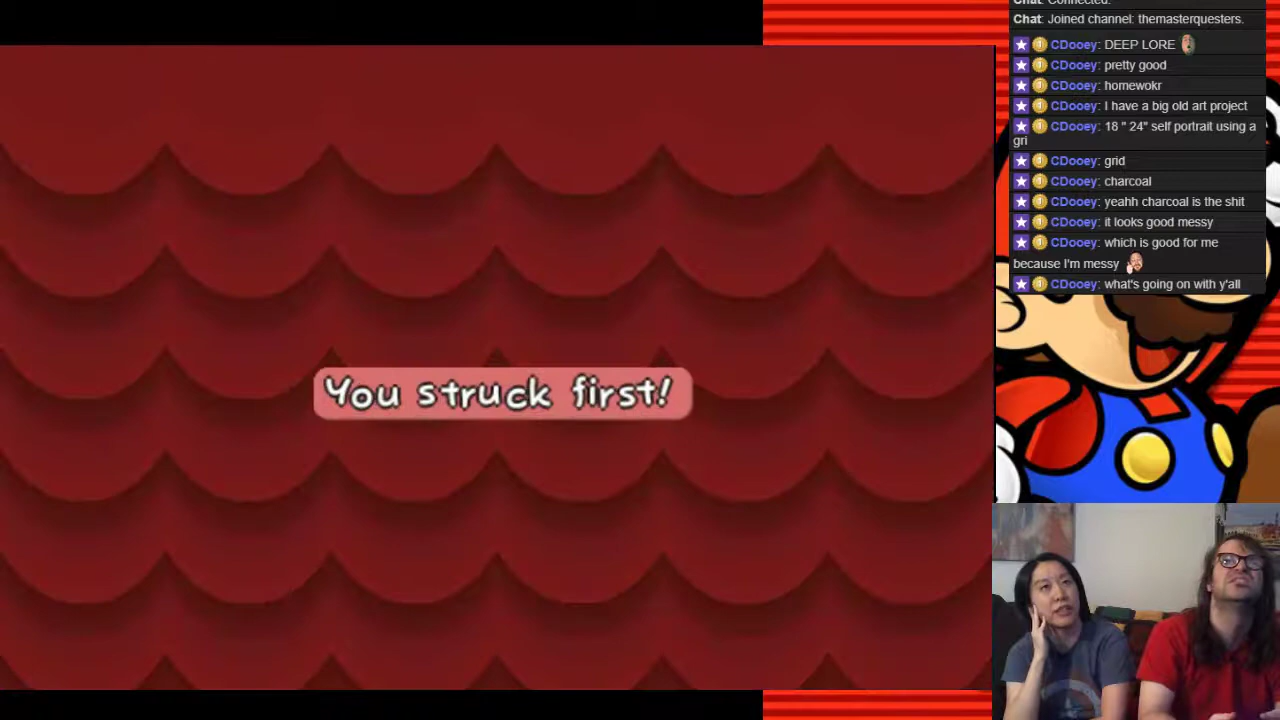 You struck first!
Chat: Connected.
Chat: Joined channel: themasterquesters.
CDooey: DEEP LORE
CDooey: pretty good
CDooey: homewokr
CDooey: I have a big old art project
CDooey: 18 " 24" self portrait using a
gri
CDooey: grid
CDooey: charcoal
CDooey: yeahh charcoal is the shit
CDooey: it looks good messy
CDooey: which is good for me
because I'm messy
CDooey: what's going on with y'all